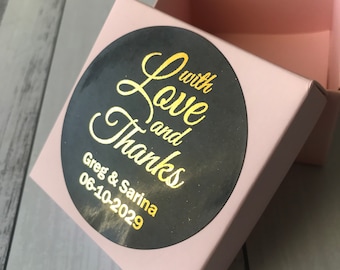 with
Love
and
Thanks
Greg & Sarina
06-10-2029